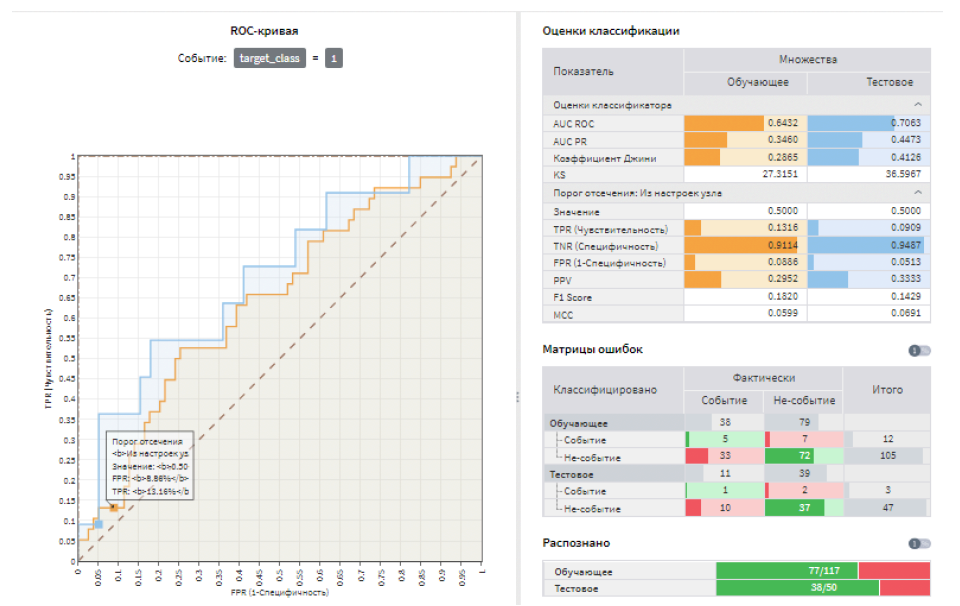 ROC-кривая
Событие: target_class = 1
1
0.95
0.9
0.85
0.8
0.75
0.7
0.65
0.6
0.55
0.5
0.45
0.4
0.35
0.3
0.25
0.2
0.15
0.1
0.05
0
TPR (Чувствительность)
Порог отсечения
<b>Из настроек уз
Значение: <b>0.50
FPR: <b>8.86%</b>
TPR: <b>13.16%</b
0 0.05 0.1 0.15 0.2 0.25 0.3 0.35 0.4 0.45 0.5 0.55 0.6 0.65 0.7 0.75 0.8 0.85 0.9 0.95 1
FPR (1-Специфичность)
Оценки классификации
Показатель Множества
Обучающее Тестовое
Оценки классификатора
AUC ROC 0.6432 0.7063
AUC PR 0.3460 0.4473
Коэффициент Джини 0.2865 0.4126
KS 27.3151 36.5967
Порог отсечения: Из настроек узла
Значение 0.5000 0.5000
TPR (Чувствительность) 0.1316 0.0909
TNR (Специфичность) 0.9114 0.9487
FPR (1-Специфичность) 0.0886 0.0513
PPV 0.2952 0.3333
F1 Score 0.1820 0.1429
MCC 0.0599 0.0691
Матрицы ошибок 1
Классифицировано Фактически Итого
Событие Не-событие
Обучающее 38 79
Событие 5 7 12
Не-событие 33 72 105
Тестовое 11 39
Событие 1 2 3
Не-событие 10 37 47
Распознано 1
Обучающее 77/117
Тестовое 38/50